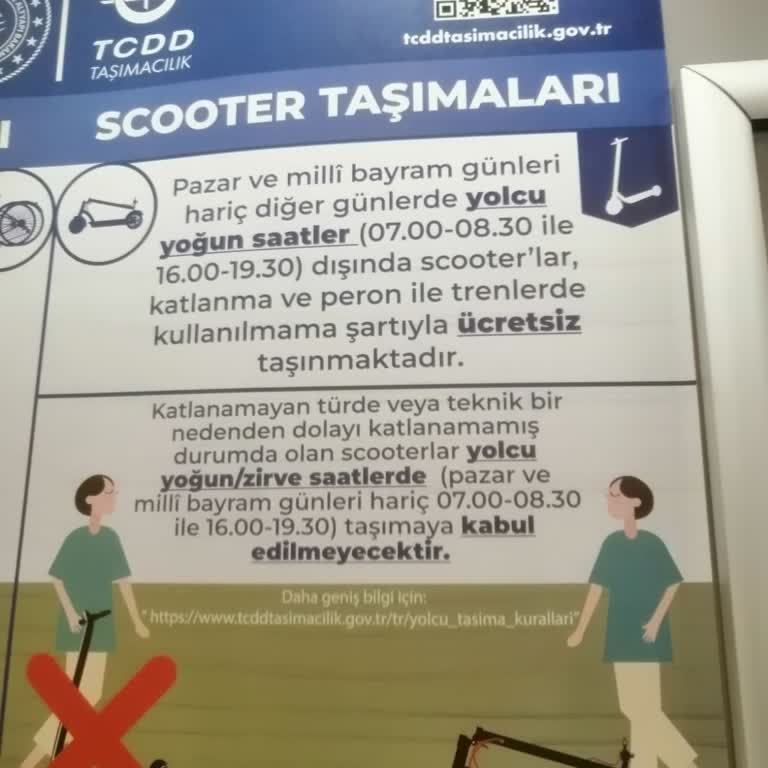 TCDD
TAŞIMACILIK
tcddtasimacilik.gov.tr
SCOOTER TAŞIMALARI
Pazar ve millî bayram günleri
hariç diğer günlerde yolcu
yoğun saatler (07.00-08.30 ile
16.00-19.30) dışında scooter'lar,
katlanma ve peron ile trenlerde
kullanılmama şartıyla ücretsiz
taşınmaktadır.
Katlanamayan türde veya teknik bir
nedenden dolayı katlanamamış
durumda olan scooterlar yolcu
yoğun/zirve saatlerde (pazar ve
millî bayram günleri hariç 07.00-08.30
ile 16.00-19.30) taşımaya kabul
edilmeyecektir.
Daha geniş bilgi için:
" https://www.tcddtasimacilik.gov.tr/tr/yolcu_tasima_kurallari"